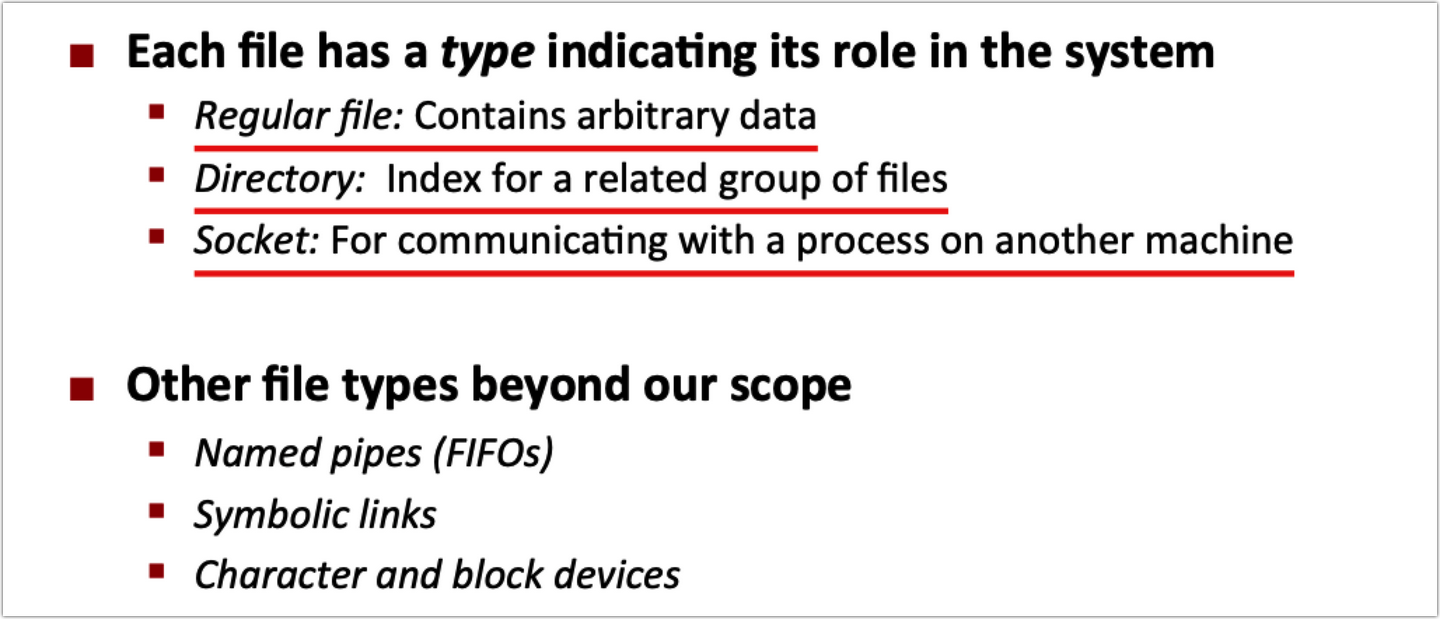 Each file has a type indicating its role in the system
Regular file: Contains arbitrary data
Directory: Index for a related group of files
Socket: For communicating with a process on another machine
Other file types beyond our scope
Named pipes (FIFOs)
Symbolic links
Character and block devices